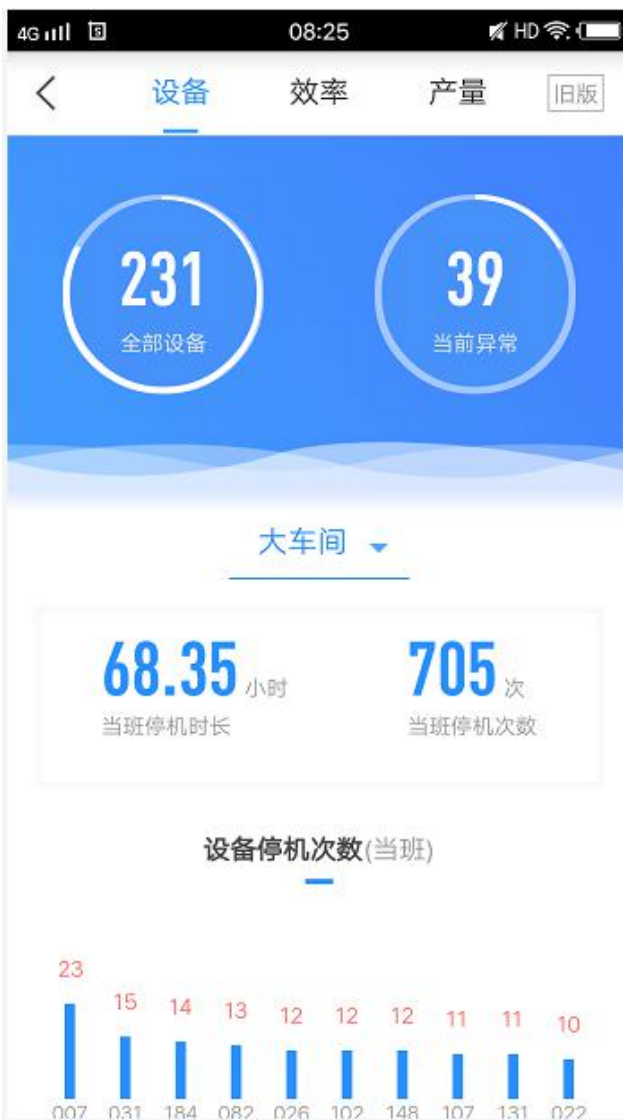 4G 08:25 HD
设备 效率 产量 旧版
231 39
全部设备 当前异常
大车间
68.35 小时 705 次
当班停机时长 当班停机次数
设备停机次数(当班)
23 15 14 13 12 12 12 11 11 10
007 031 184 082 026 102 148 107 131 022